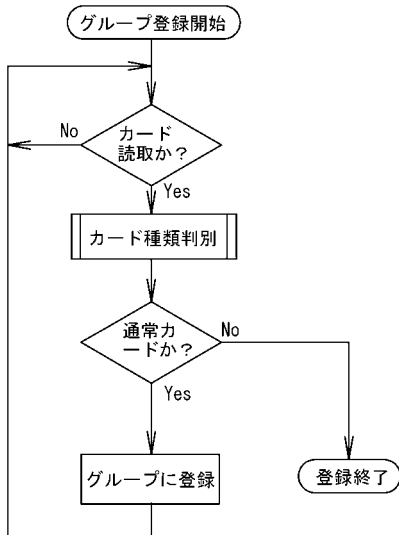 グループ登録開始
No
カード
読取か?
Yes
カード種類判別
通常カ
ードか?
No
Yes
グループに登録
登録終了